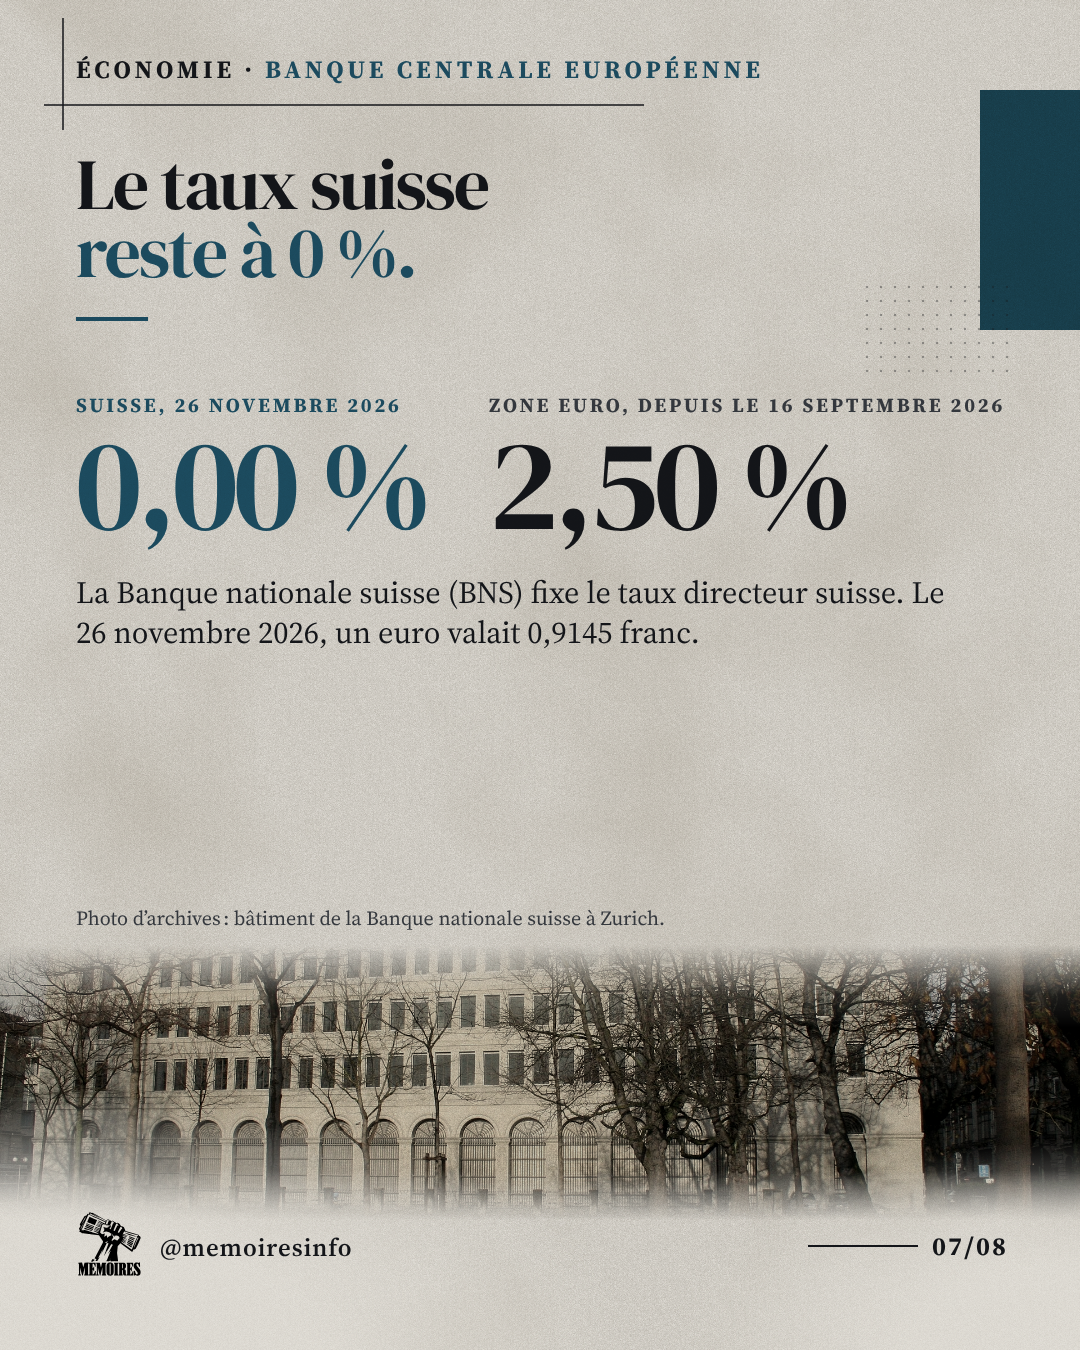 ÉCONOMIE · BANQUE CENTRALE EUROPÉENNE
Le taux suisse
reste à 0 %.
SUISSE, 26 NOVEMBRE 2026
0,00 %
ZONE EURO, DEPUIS LE 16 SEPTEMBRE 2026
2,50 %
La Banque nationale suisse (BNS) fixe le taux directeur suisse. Le
26 novembre 2026, un euro valait 0,9145 franc.
Photo d’archives : bâtiment de la Banque nationale suisse à Zurich.
MÉMOIRES
@memoiresinfo
07/08